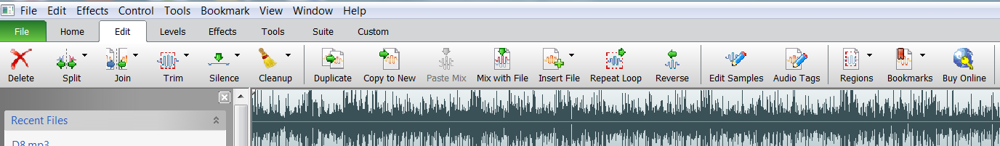 File Edit Effects Control Tools Bookmark View Window Help
File Home Edit Levels Effects Tools Suite Custom
Delete Split Join Trim Silence Cleanup Duplicate Copy to New Paste Mix Mix with File Insert File Repeat Loop Reverse Edit Samples Audio Tags Regions Bookmarks Buy Online
Recent Files
D8.mp3